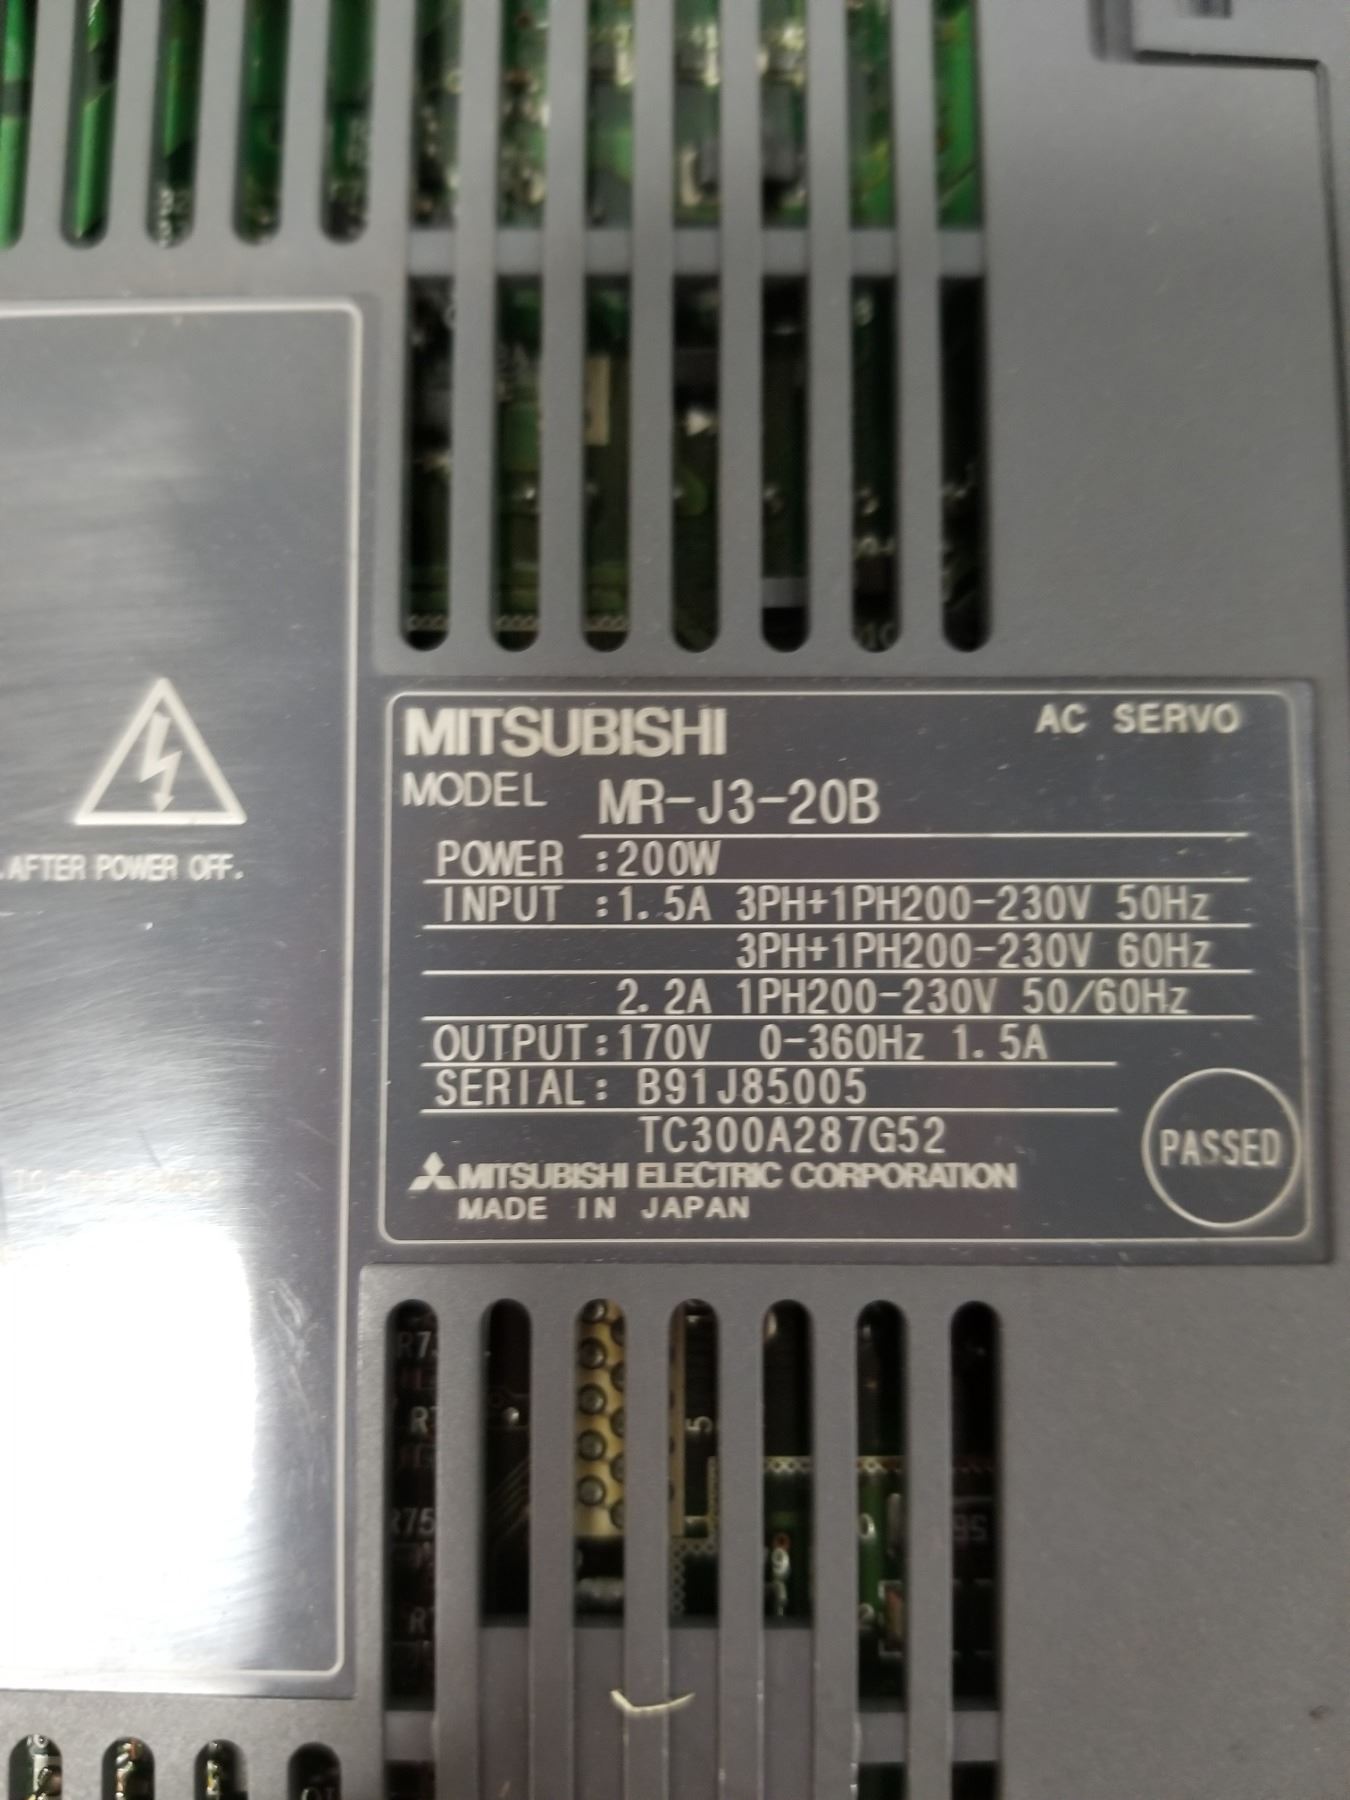 .AFTER POWER OFF.
MITSUBISHI AC SERVO
MODEL MR-J3-20B
POWER :200W
INPUT :1.5A 3PH+1PH200-230V 50Hz
3PH+1PH200-230V 60Hz
2.2A 1PH200-230V 50/60Hz
OUTPUT:170V 0-360Hz 1.5A
SERIAL: B91J85005
TC300A287G52
PASSED
MITSUBISHI ELECTRIC CORPORATION
MADE IN JAPAN